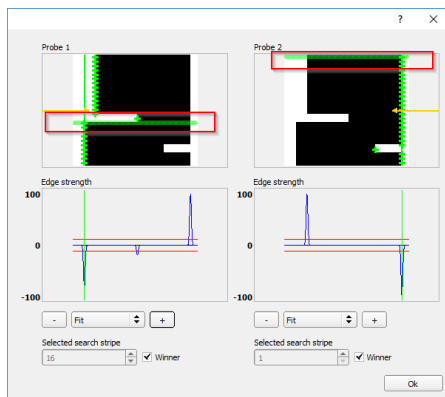 ?
Probe 1
Probe 2
Edge strength
Edge strength
100
0
-100
100
0
-100
- Fit +
- Fit +
Selected search stripe
Selected search stripe
16 Winner
1 Winner
Ok